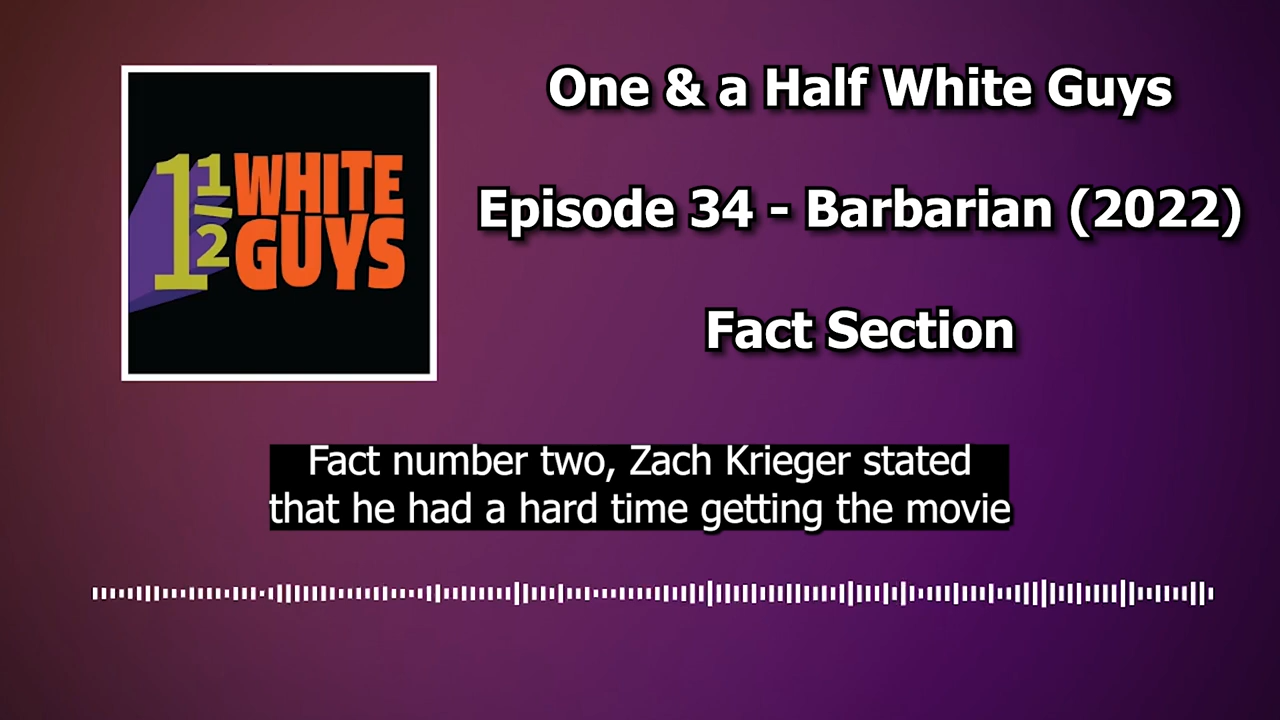 1 1/2 WHITE
GUYS
One & a Half White Guys
Episode 34 - Barbarian (2022)
Fact Section
Fact number two, Zach Krieger stated
that he had a hard time getting the movie